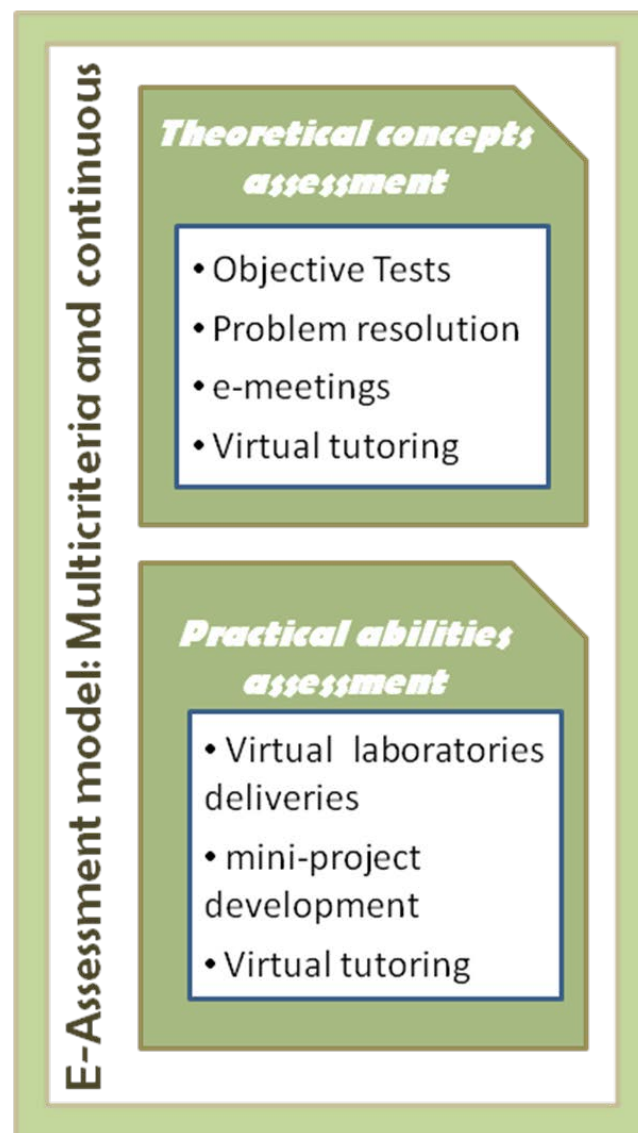 E-Assessment model: Multicriteria and continuous
Theoretical concepts
assessment
• Objective Tests
• Problem resolution
• e-meetings
• Virtual tutoring
Practical abilities
assessment
• Virtual laboratories
deliveries
• mini-project
development
• Virtual tutoring